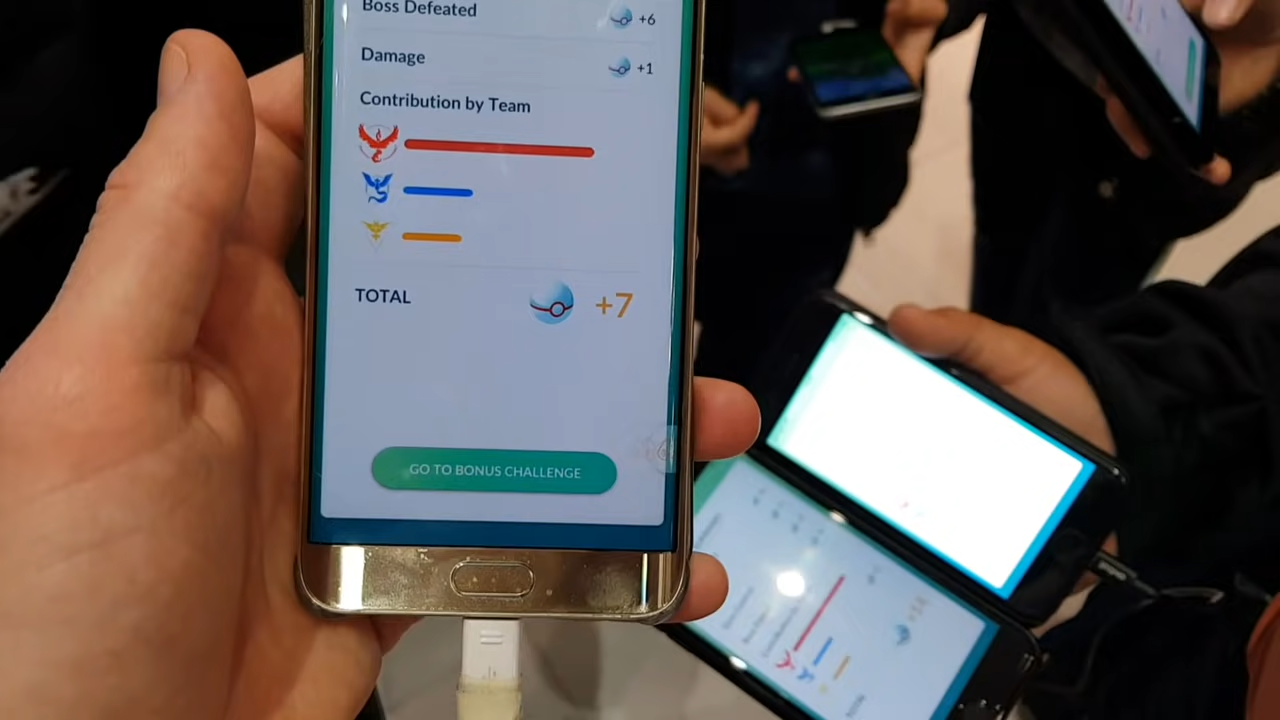 Boss Defeated +6
Damage +1
Contribution by Team
TOTAL +7
GO TO BONUS CHALLENGE